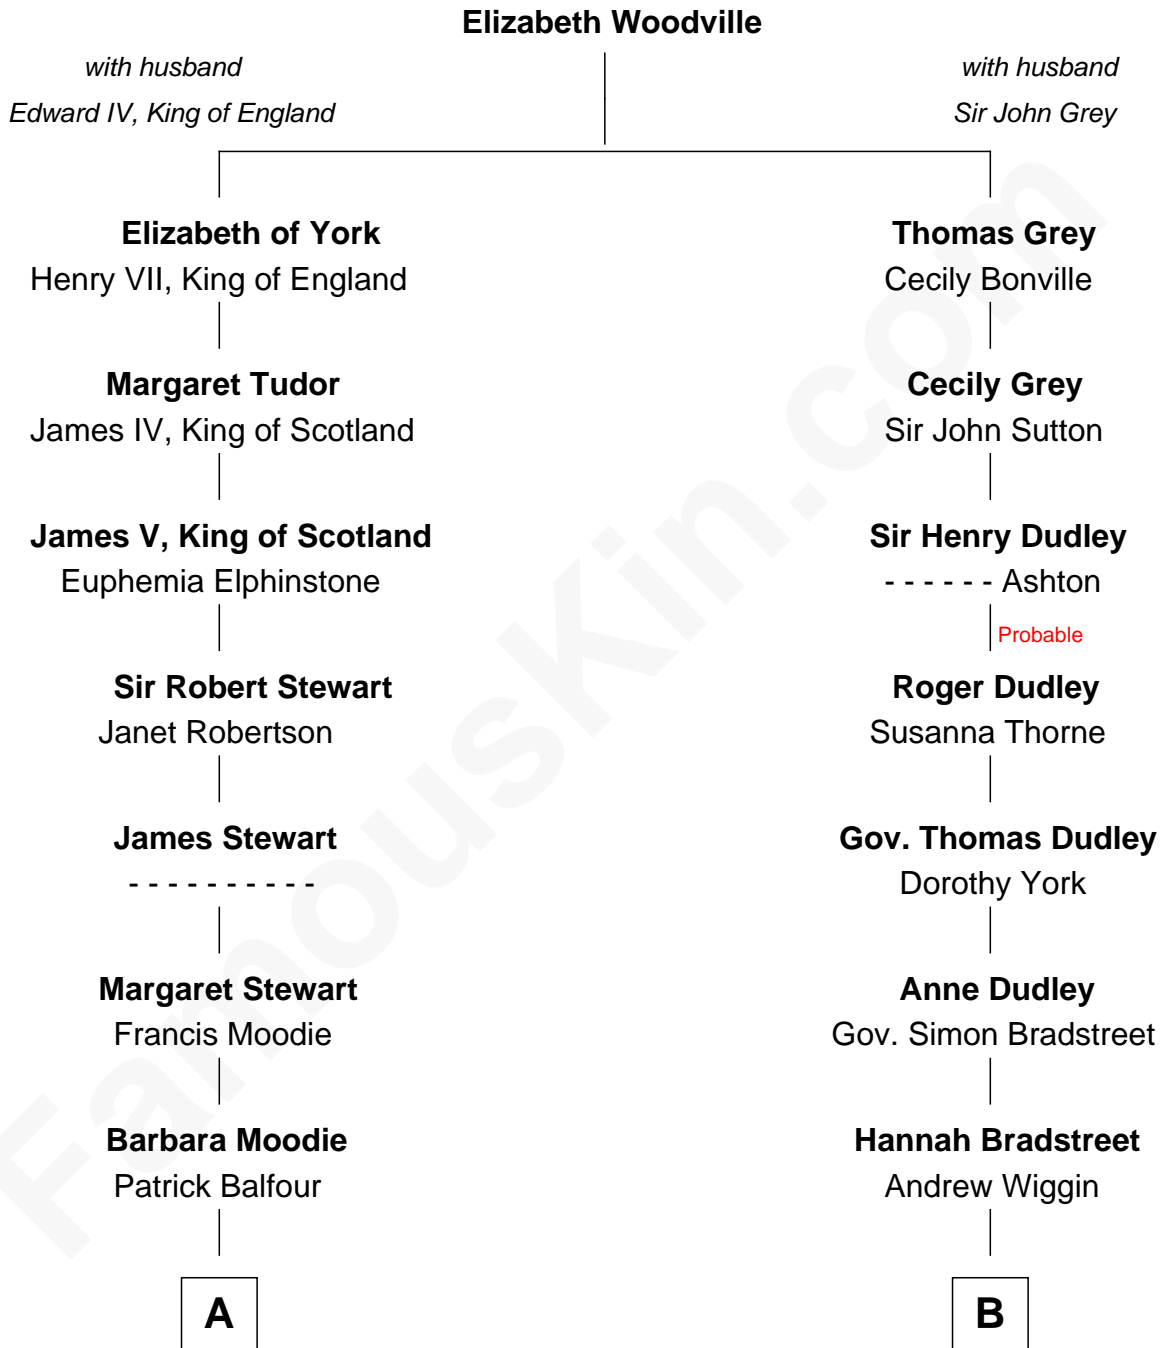 Elizabeth Woodville
with husband
Edward IV, King of England
with husband
Sir John Grey
Elizabeth of York
Henry VII, King of England
Thomas Grey
Cecily Bonville
Margaret Tudor
James IV, King of Scotland
Cecily Grey
Sir John Sutton
James V, King of Scotland
Euphemia Elphinstone
Sir Henry Dudley
- - - - - - Ashton
Probable
Sir Robert Stewart
Janet Robertson
Roger Dudley
Susanna Thorne
James Stewart
- - - - - - - - - -
Gov. Thomas Dudley
Dorothy York
Margaret Stewart
Francis Moodie
Anne Dudley
Gov. Simon Bradstreet
Barbara Moodie
Patrick Balfour
Hannah Bradstreet
Andrew Wiggin
A
B
FamousKin.com